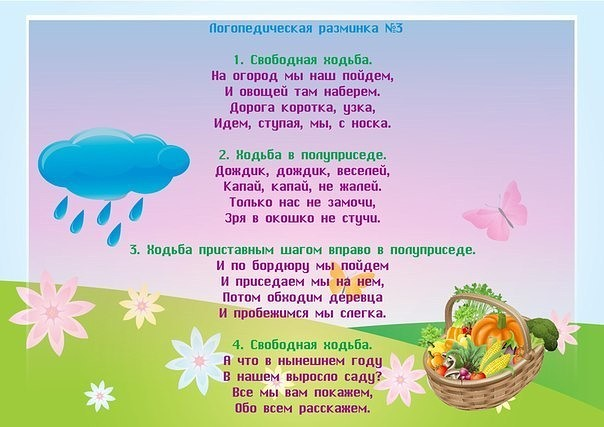 Логопедическая разминка №3
1. Свободная ходьба.
На огород мы наш пойдем,
И овощей там наберем.
Дорога коротка, узка,
Идем, ступая, мы, с носка.
2. Ходьба в полуприседе.
Дождик, дождик, веселей,
Капай, капай, не жалей.
Только нас не замочи,
Зря в окошко не стучи.
3. Ходьба приставным шагом вправо в полуприседе.
И по бордюру мы пойдем
И приседаем мы на нем,
Потом обходим деревца
И пробежимся мы слегка.
4. Свободная ходьба.
А что в нынешнем году
В нашем выросло саду?
Все мы вам покажем,
Обо всем расскажем.